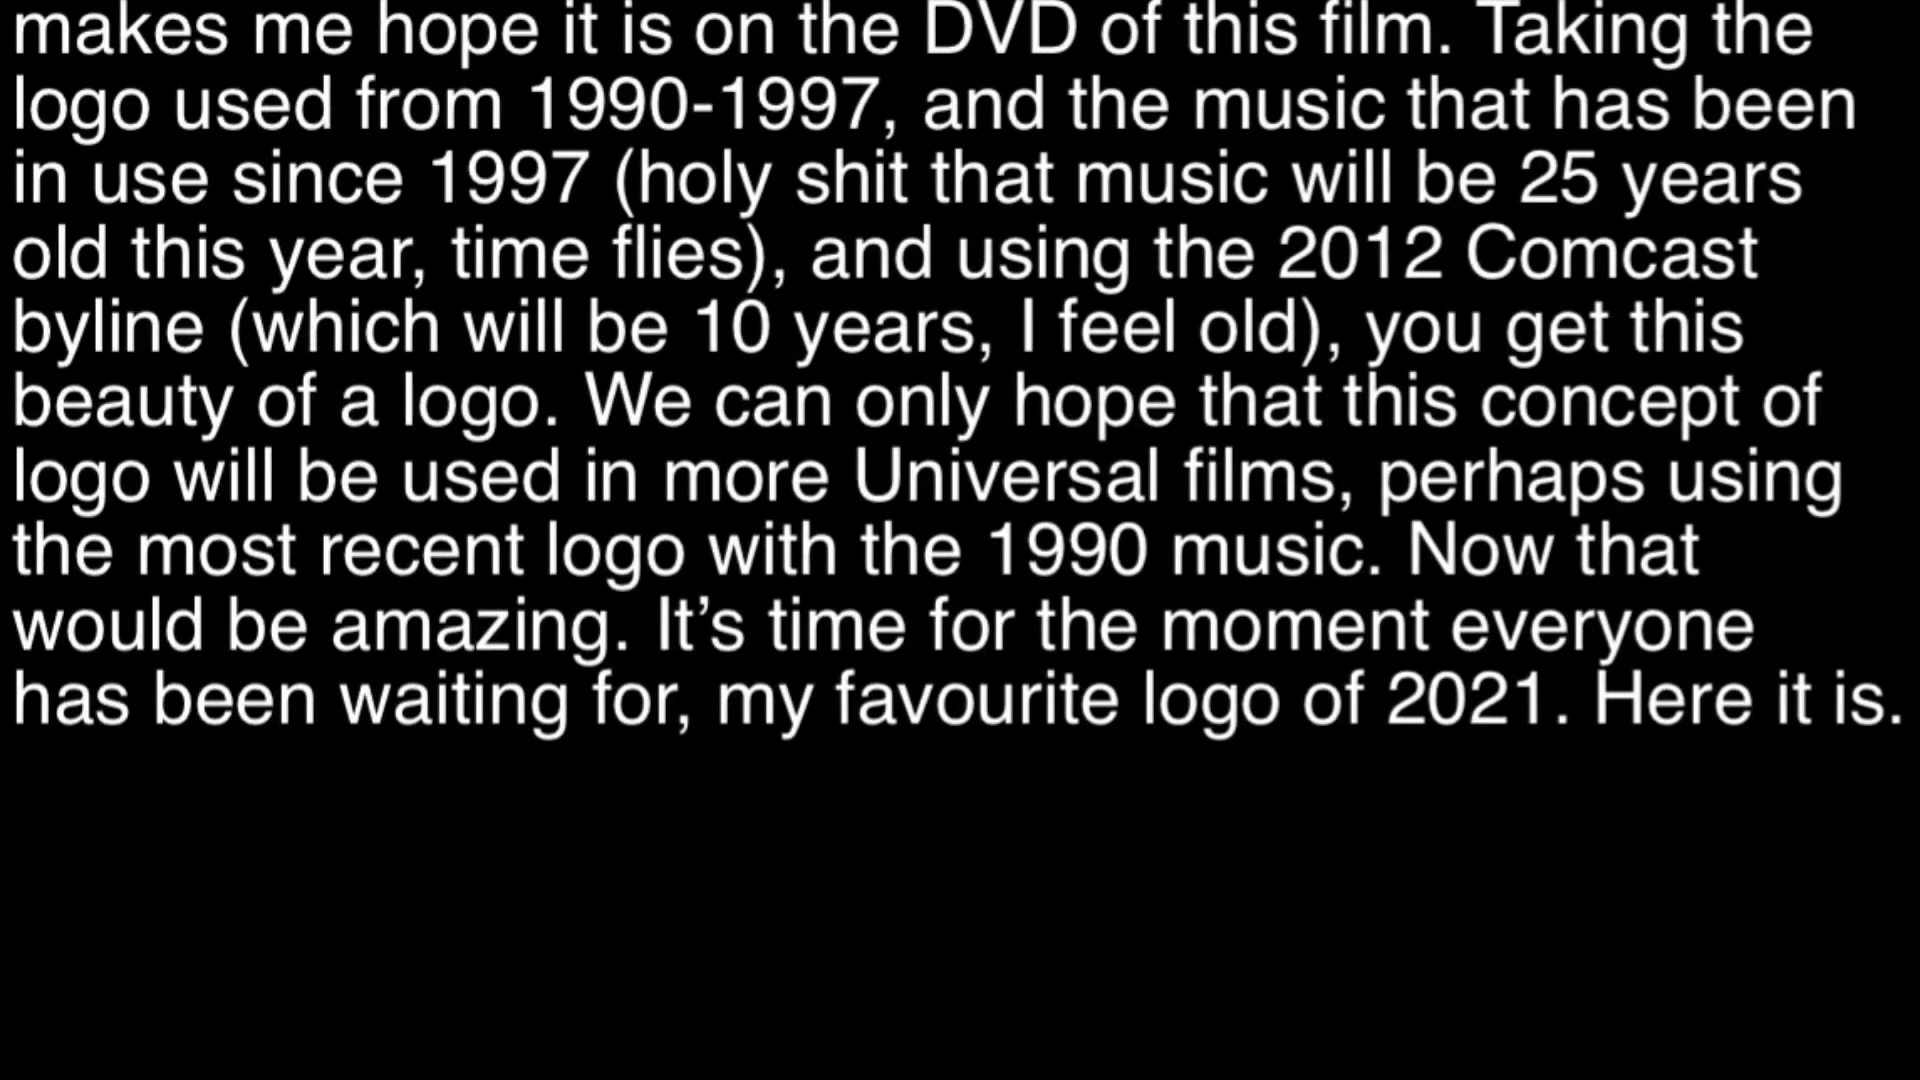 makes me hope it is on the DVD of this film. Taking the
logo used from 1990-1997, and the music that has been
in use since 1997 (holy shit that music will be 25 years
old this year, time flies), and using the 2012 Comcast
byline (which will be 10 years, I feel old), you get this
beauty of a logo. We can only hope that this concept of
logo will be used in more Universal films, perhaps using
the most recent logo with the 1990 music. Now that
would be amazing. It’s time for the moment everyone
has been waiting for, my favourite logo of 2021. Here it is.